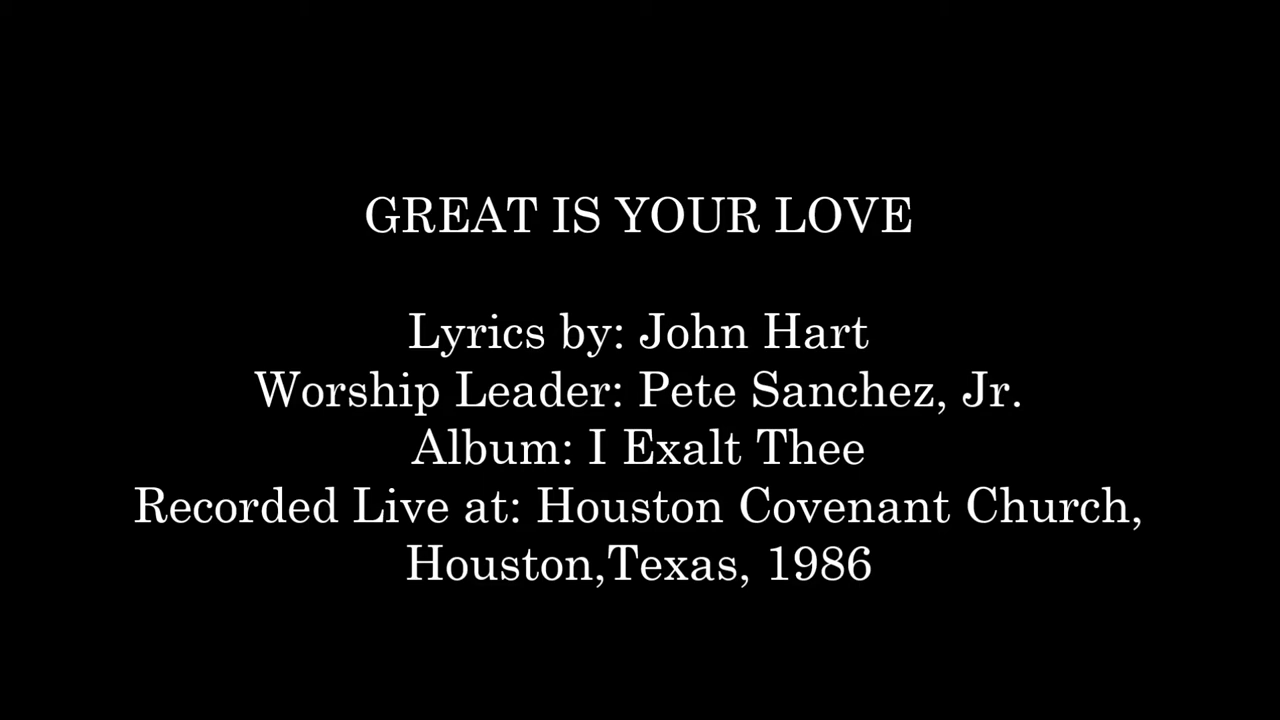 GREAT IS YOUR LOVE
Lyrics by: John Hart
Worship Leader: Pete Sanchez, Jr.
Album: I Exalt Thee
Recorded Live at: Houston Covenant Church,
Houston,Texas, 1986